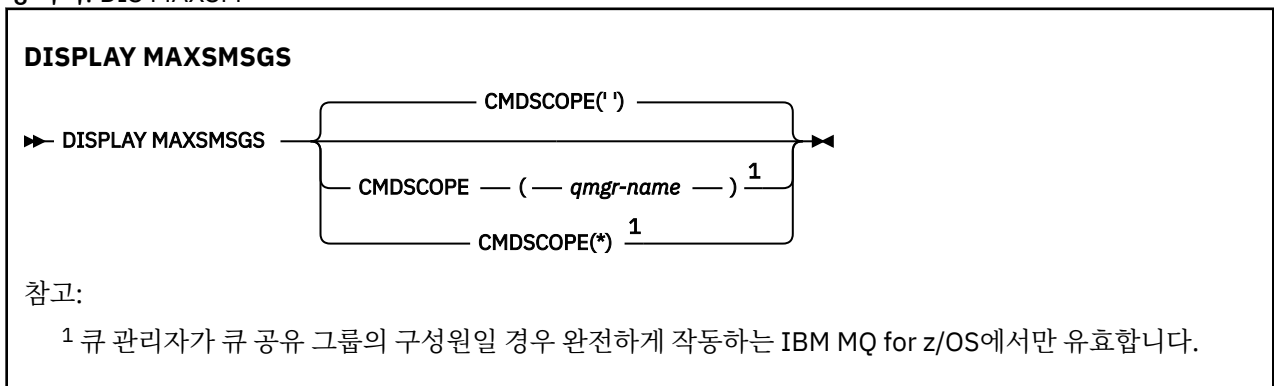 DIS MAXSM
DISPLAY MAXSMSGS
CMDSCOPE(' ')
DISPLAY MAXSMSGS
CMDSCOPE ( qmgr-name ) 1
CMDSCOPE(*) 1
참고:
1 큐 관리자가 큐 공유 그룹의 구성원일 경우 완전하게 작동하는 IBM MQ for z/OS에서만 유효합니다.